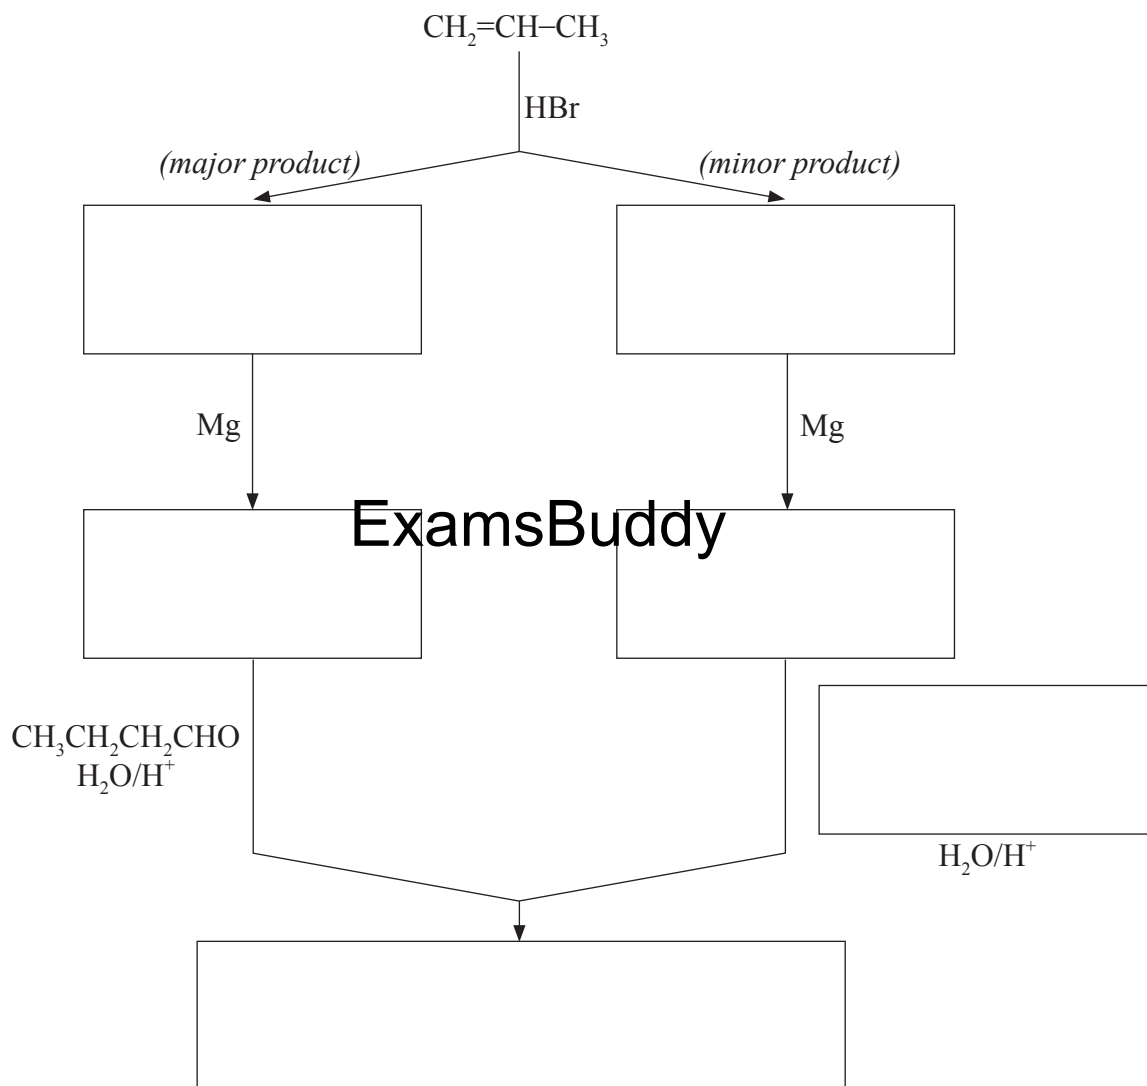 CH₂=CH–CH₃
HBr
(major product)
(minor product)
Mg
Mg
ExamsBuddy
CH₃CH₂CH₂CHO
H₂O/H⁺
H₂O/H⁺